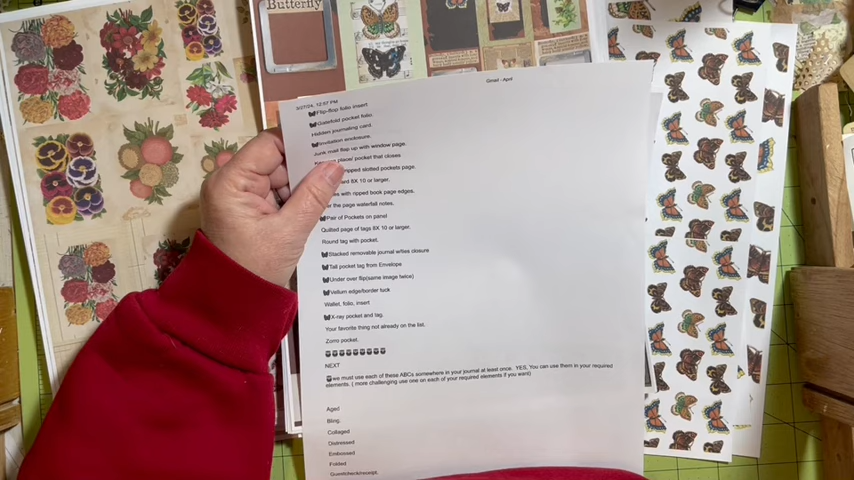 Butterfly
Gmail - April
3/27/24, 12:57 PM
Flip-flop folio insert
Gatefold pocket folio
Hidden journaling card.
Invitation enclosure.
Junk mail flap up with window page.
place/ pocket that closes
ripped slotted pockets page.
8X 10 or larger.
with ripped book page edges.
the page waterfall notes.
Pair of Pockets on panel
Quilted page of tags 8X 10 or larger.
Round tag with pocket.
Stacked removable journal writes closure
Tall pocket tag from Envelope
Under over flip(same image twice)
Vellum edge/border tuck
Wallet, folio, insert
X-ray pocket and tag.
Your favorite thing not already on the list.
Zorro pocket.
NEXT
we must use each of these ABCs somewhere in your journal at least once. YES, You can use them in your required
elements. ( more challenging use one on each of your required elements if you want)
Aged
Bling.
Collaged
Distressed
Embossed
Folded
Guestcheck/receipt.